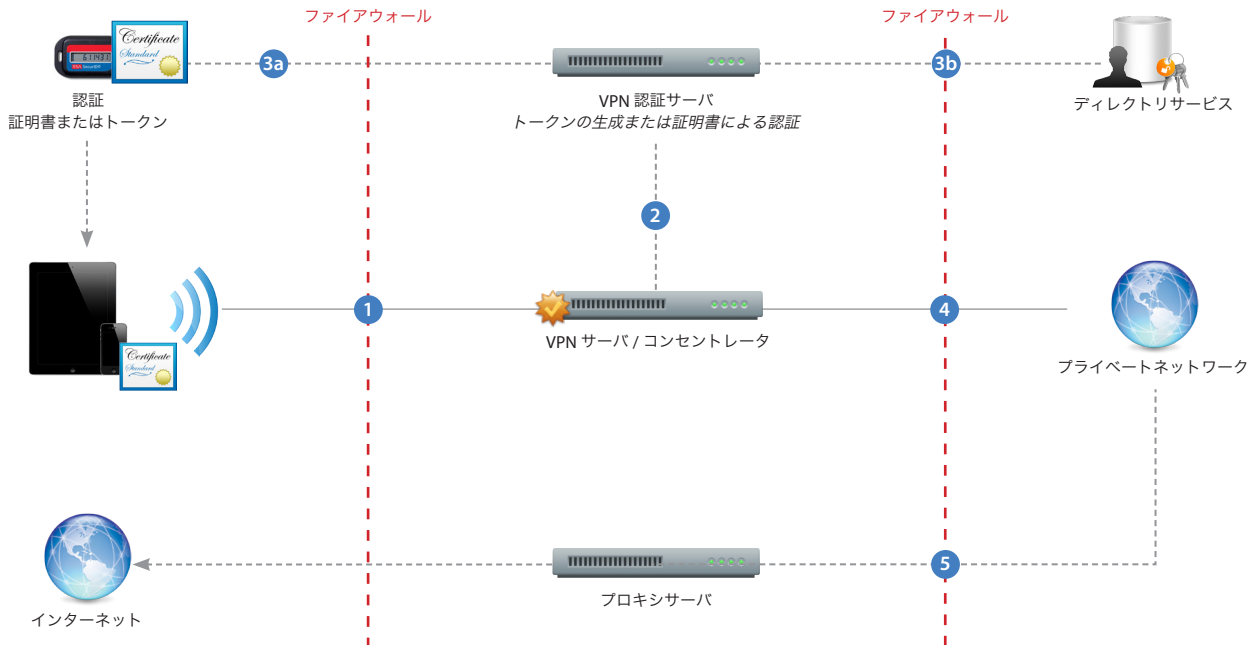 ファイアウォール
ファイアウォール
Certificate
Standard
3a
3b
認証
証明書またはトークン
VPN 認証サーバ
トークンの生成または証明書による認証
ディレクトリサービス
2
1
4
Certificate
Standard
VPN サーバ / コンセントレータ
プライベートネットワーク
5
インターネット
プロキシサーバ